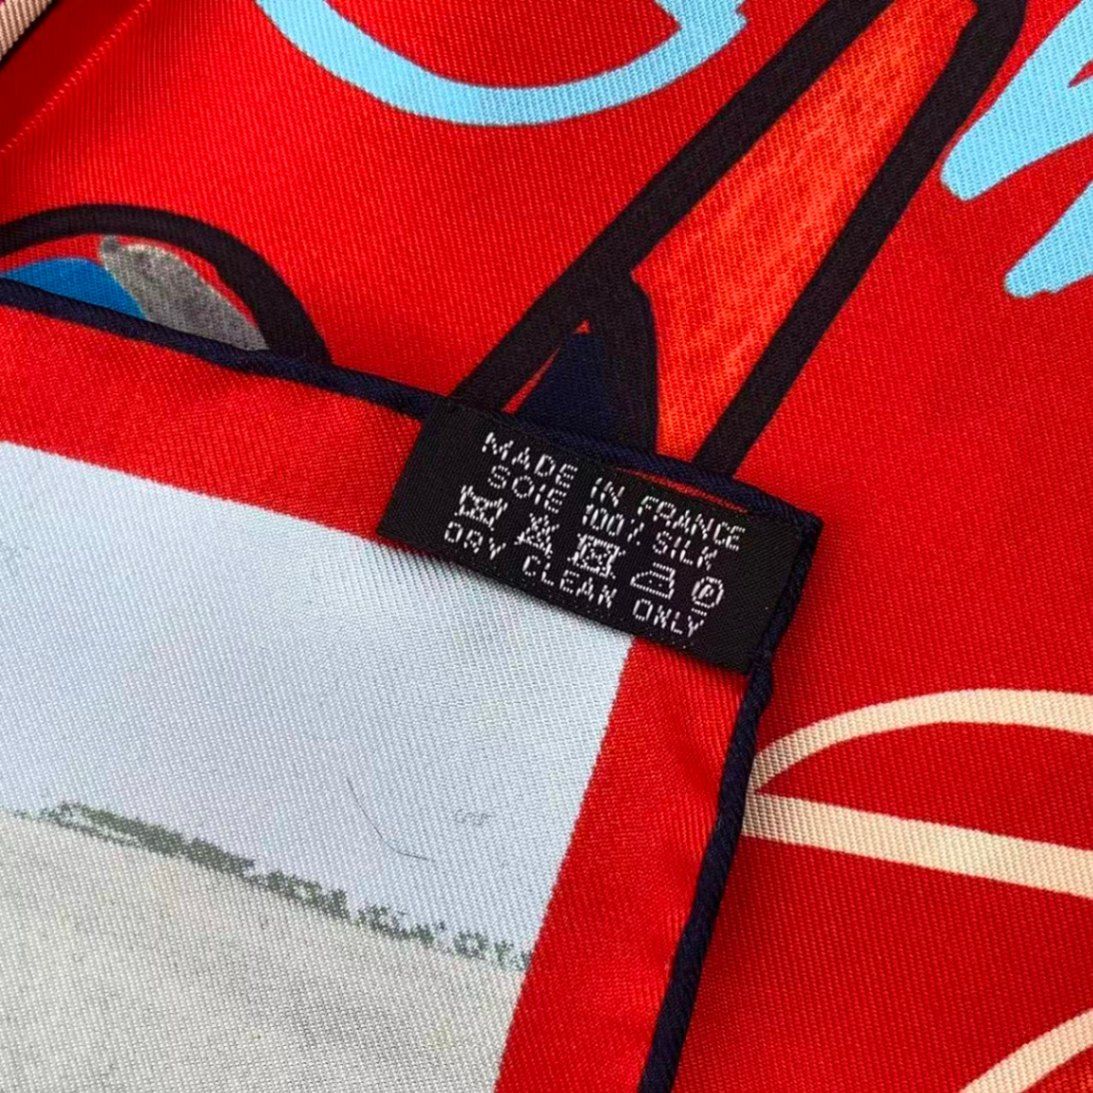 MADE IN FRANCE
SOIE 100% SILK
P
DRY CLEAN ONLY